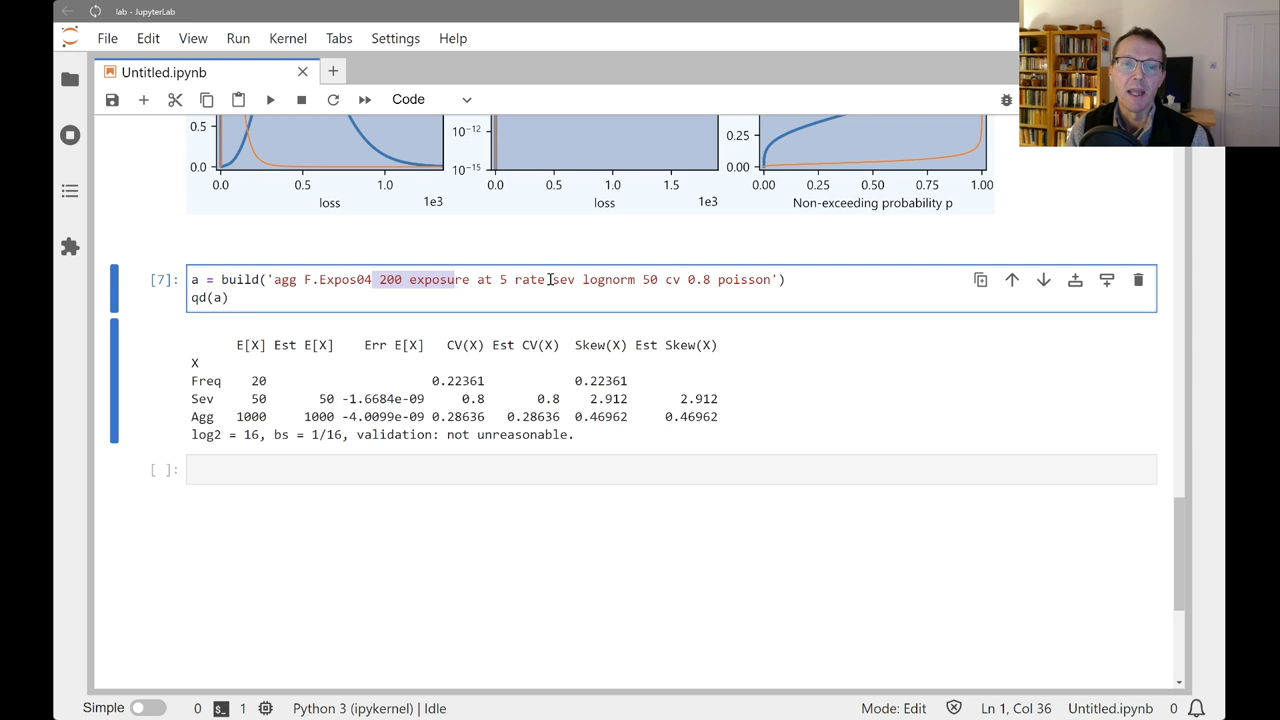 lab - JupyterLab
File Edit View Run Kernel Tabs Settings Help
Untitled.ipynb
Code
0.5
0.0
0.0 0.5 1.0
loss 1e3
10⁻¹²
10⁻¹⁵
0.0 0.5 1.0 1.5
loss 1e3
0.25
0.00
0.00 0.25 0.50 0.75 1.00
Non-exceeding probability p
[7]: a = build('agg F.Expos04 200 exposure at 5 rate sev lognorm 50 cv 0.8 poisson')
qd(a)
E[X] Est E[X] Err E[X] CV(X) Est CV(X) Skew(X) Est Skew(X)
X
Freq 20 0.22361 0.22361
Sev 50 50 -1.6684e-09 0.8 0.8 2.912 2.912
Agg 1000 1000 -4.0099e-09 0.28636 0.28636 0.46962 0.46962
log2 = 16, bs = 1/16, validation: not unreasonable.
[ ]:
Simple 0 $_ 1 Python 3 (ipykernel) | Idle Mode: Edit Ln 1, Col 36 Untitled.ipynb 0